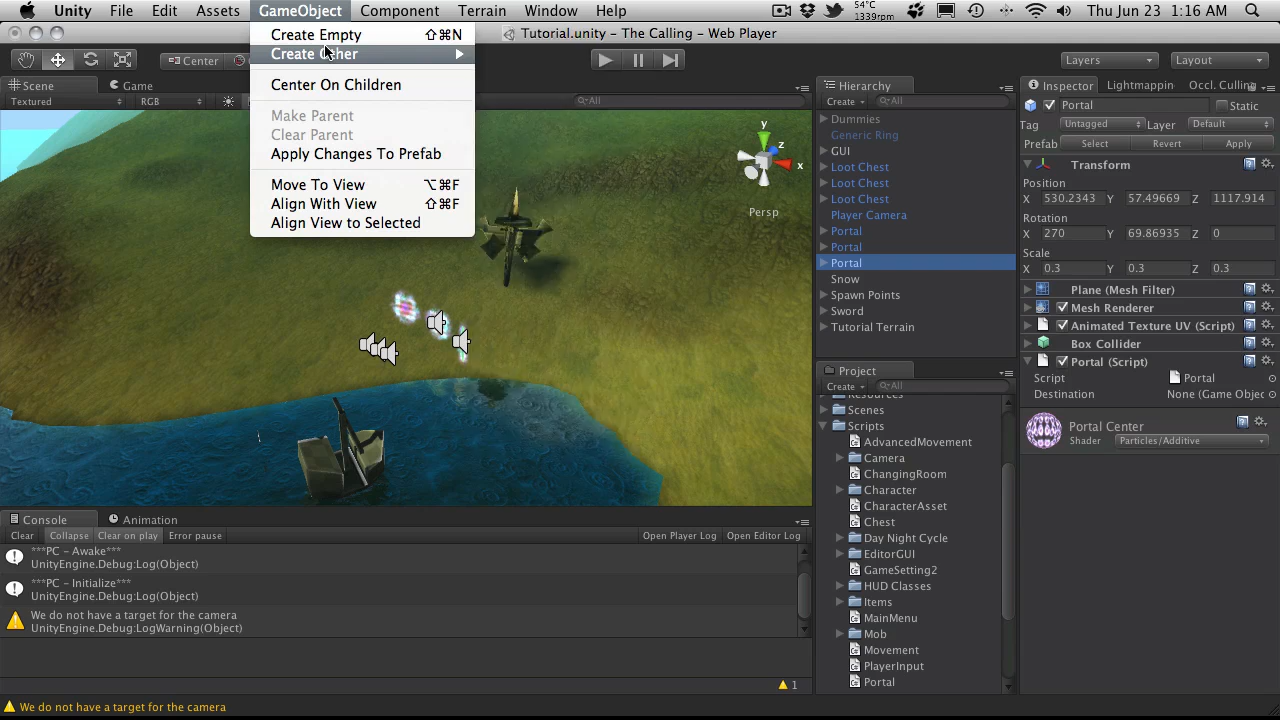 Unity File Edit Assets GameObject Component Terrain Window Help 54°C 1339rpm Thu Jun 23 1:16 AM
Tutorial.unity – The Calling – Web Player
Create Empty ⇧⌘N
Create Other
Center On Children
Make Parent
Clear Parent
Apply Changes To Prefab
Move To View ⌥⌘F
Align With View ⇧⌘F
Align View to Selected
Center
Layers
Layout
Scene
Game
Textured
RGB
All
y
z
x
Persp
Hierarchy
Create
All
Dummies
Generic Ring
GUI
Loot Chest
Loot Chest
Loot Chest
Player Camera
Portal
Portal
Portal
Snow
Spawn Points
Sword
Tutorial Terrain
Project
Create
All
Scenes
Scripts
AdvancedMovement
Camera
ChangingRoom
Character
CharacterAsset
Chest
Day Night Cycle
EditorGUI
GameSetting2
HUD Classes
Items
MainMenu
Mob
Movement
PlayerInput
Portal
Inspector
Lightmappin
Occl. Cullin
Portal
Static
Tag Untagged Layer Default
Prefab Select Revert Apply
Transform
Position
X 530.2343 Y 57.49669 Z 1117.914
Rotation
X 270 Y 69.86935 Z 0
Scale
X 0.3 Y 0.3 Z 0.3
Plane (Mesh Filter)
Mesh Renderer
Animated Texture UV (Script)
Box Collider
Portal (Script)
Script Portal
Destination None (Game Objec
Portal Center
Shader Particles/Additive
Console
Animation
Clear Collapse Clear on play Error pause Open Player Log Open Editor Log
***PC – Awake***
UnityEngine.Debug:Log(Object)
***PC – Initialize***
UnityEngine.Debug:Log(Object)
We do not have a target for the camera
UnityEngine.Debug:LogWarning(Object)
1
We do not have a target for the camera